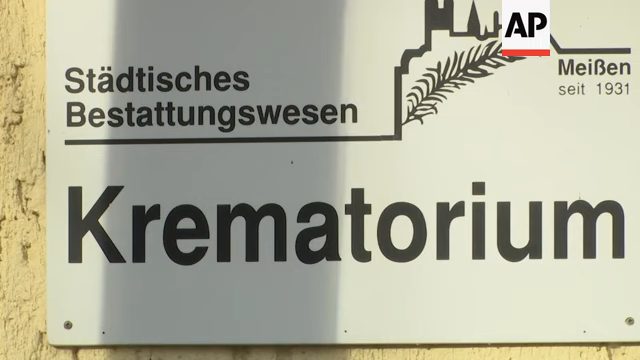 AP
Städtisches
Bestattungswesen
Meißen
seit 1931
Krematorium